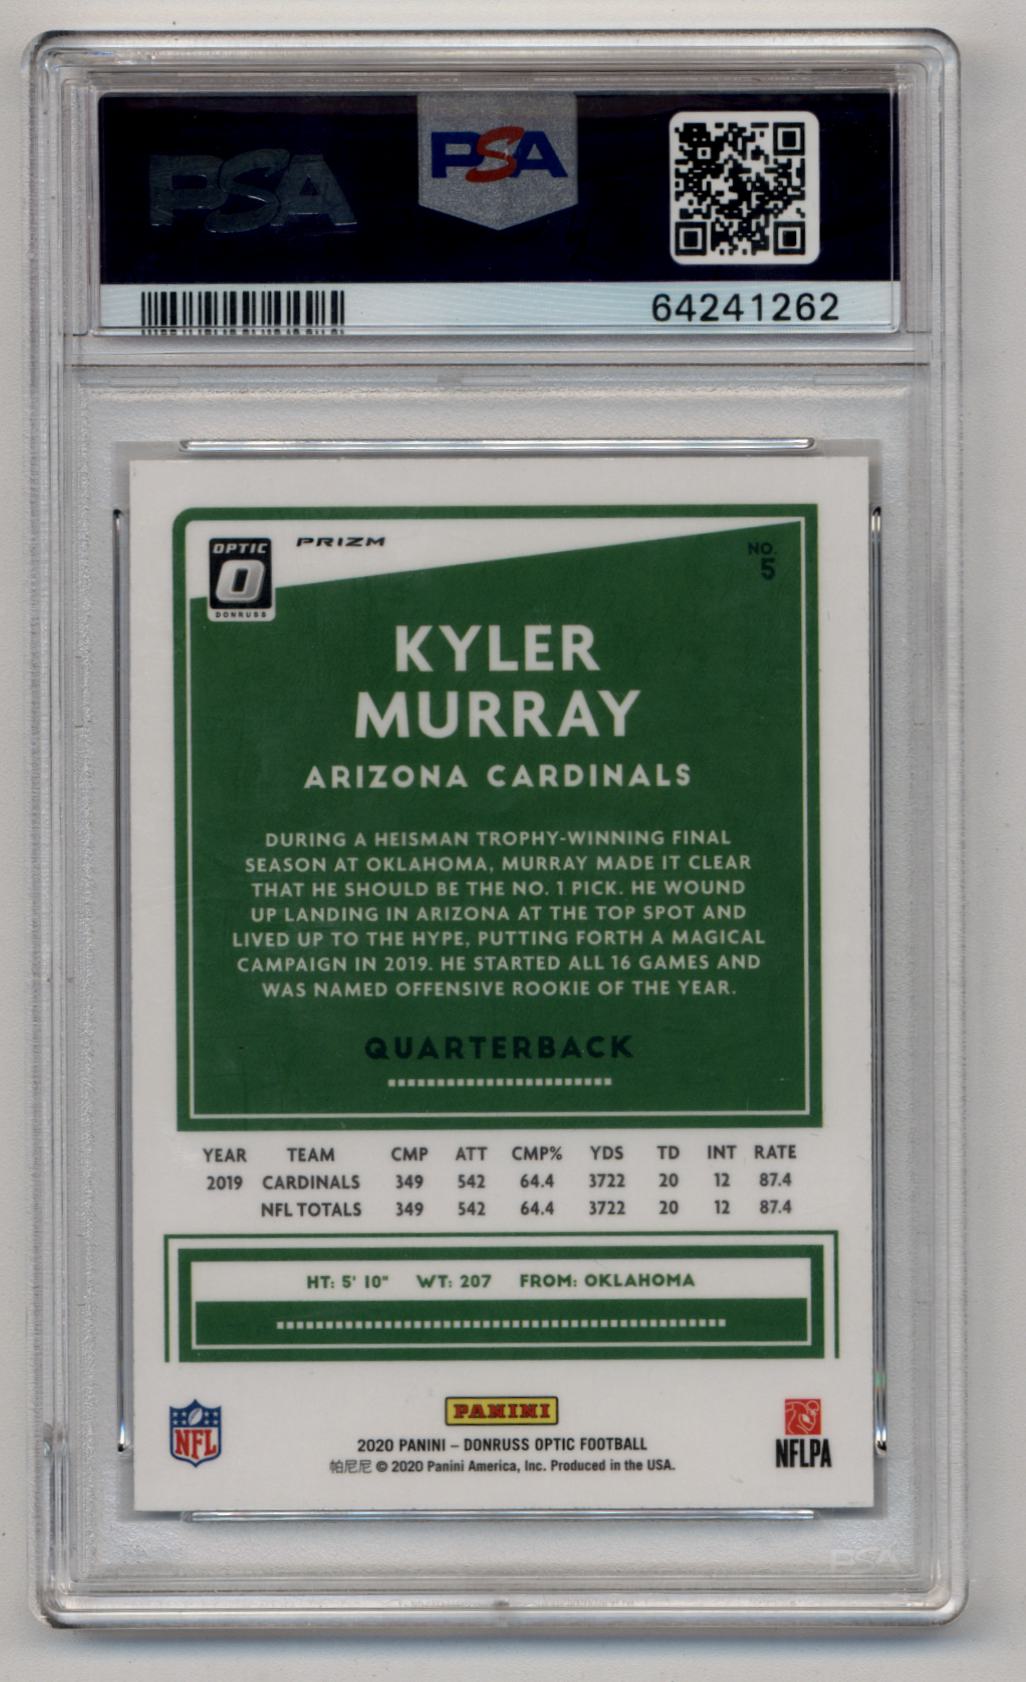 PSA
PSA
64241262
OPTIC
DONRUSS
PRIZM
NO.
5
KYLER
MURRAY
ARIZONA CARDINALS
DURING A HEISMAN TROPHY-WINNING FINAL
SEASON AT OKLAHOMA, MURRAY MADE IT CLEAR
THAT HE SHOULD BE THE NO. 1 PICK. HE WOUND
UP LANDING IN ARIZONA AT THE TOP SPOT AND
LIVED UP TO THE HYPE, PUTTING FORTH A MAGICAL
CAMPAIGN IN 2019. HE STARTED ALL 16 GAMES AND
WAS NAMED OFFENSIVE ROOKIE OF THE YEAR.
QUARTERBACK
YEAR TEAM CMP ATT CMP% YDS TD INT RATE
2019 CARDINALS 349 542 64.4 3722 20 12 87.4
NFL TOTALS 349 542 64.4 3722 20 12 87.4
HT: 5' 10" WT: 207 FROM: OKLAHOMA
NFL
PANINI
2020 PANINI – DONRUSS OPTIC FOOTBALL
帕尼尼 © 2020 Panini America, Inc. Produced in the USA.
NFLPA
PSA